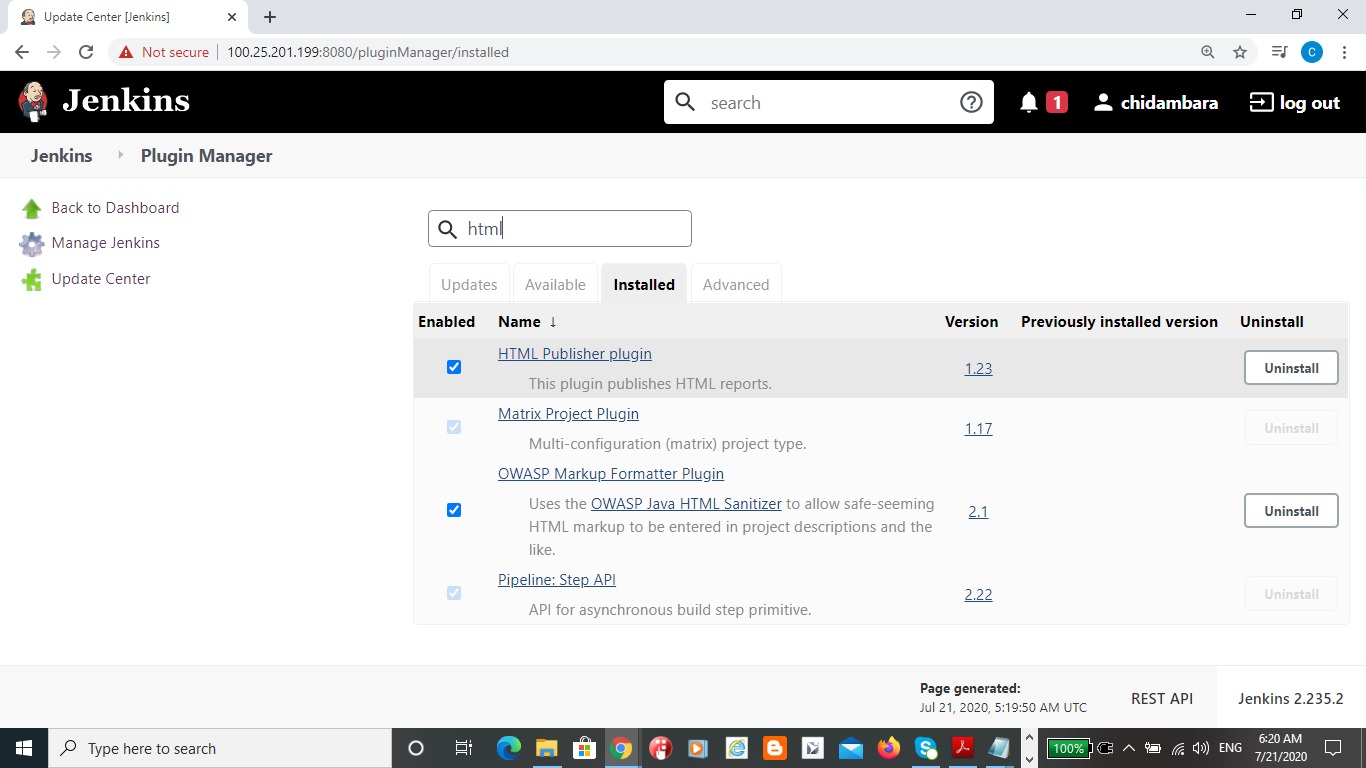 Update Center [Jenkins]
Not secure 100.25.201.199:8080/pluginManager/installed
C
Jenkins
search
1
chidambara
log out
Jenkins Plugin Manager
Back to Dashboard
Manage Jenkins
Update Center
html
Updates Available Installed Advanced
Enabled Name ↓ Version Previously installed version Uninstall
HTML Publisher plugin
This plugin publishes HTML reports.
1.23
Uninstall
Matrix Project Plugin
Multi-configuration (matrix) project type.
1.17
Uninstall
OWASP Markup Formatter Plugin
Uses the OWASP Java HTML Sanitizer to allow safe-seeming
HTML markup to be entered in project descriptions and the
like.
2.1
Uninstall
Pipeline: Step API
API for asynchronous build step primitive.
2.22
Uninstall
Page generated:
Jul 21, 2020, 5:19:50 AM UTC
REST API
Jenkins 2.235.2
Type here to search
100%
ENG
6:20 AM
7/21/2020